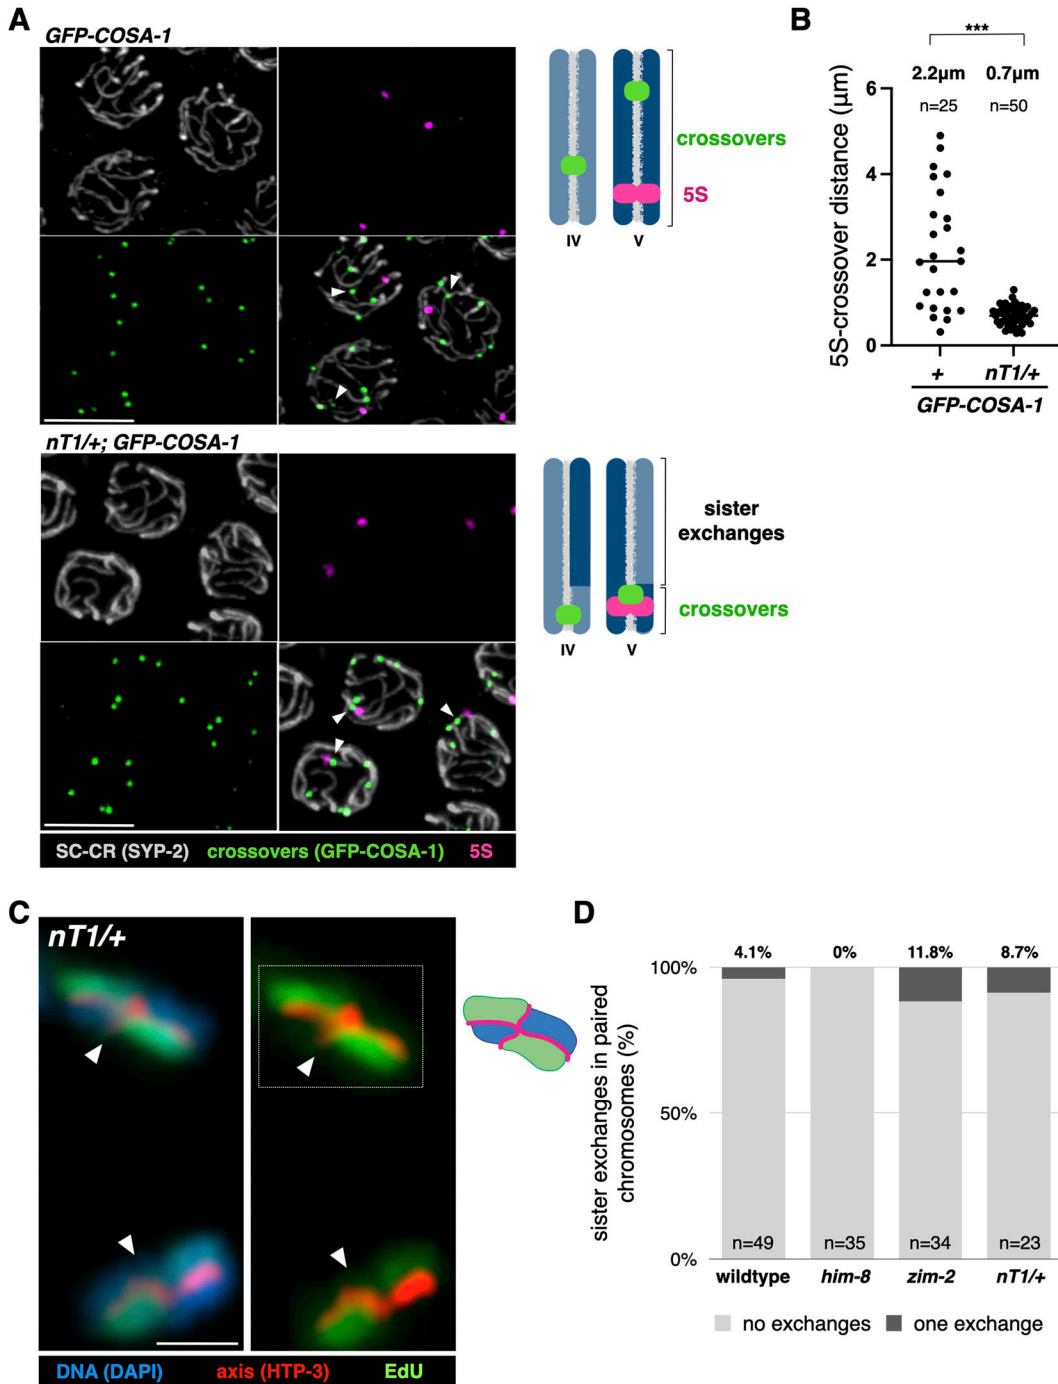 A
GFP-COSA-1
crossovers
5S
IV
V
nT1/+; GFP-COSA-1
sister
exchanges
crossovers
IV
V
SC-CR (SYP-2) crossovers (GFP-COSA-1) 5S
B
***
2.2µm 0.7µm
n=25 n=50
5S-crossover distance (µm)
6
4
2
0
+ nT1/+
GFP-COSA-1
C
nT1/+
DNA (DAPI) axis (HTP-3) EdU
D
4.1% 0% 11.8% 8.7%
sister exchanges in paired
chromosomes (%)
100%
50%
0%
n=49 n=35 n=34 n=23
wildtype him-8 zim-2 nT1/+
no exchanges one exchange